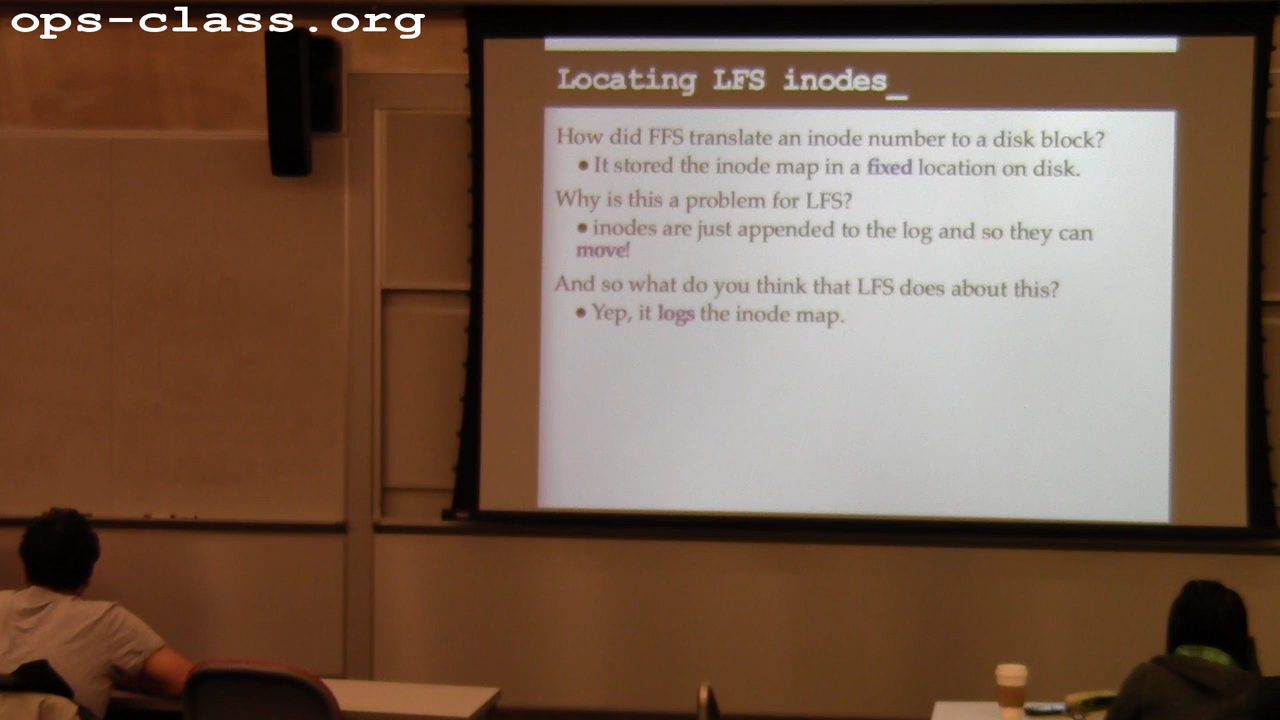 ops-class.org
Locating LFS inodes_
How did FFS translate an inode number to a disk block?
• It stored the inode map in a fixed location on disk.
Why is this a problem for LFS?
• inodes are just appended to the log and so they can
move!
And so what do you think that LFS does about this?
• Yep, it logs the inode map.